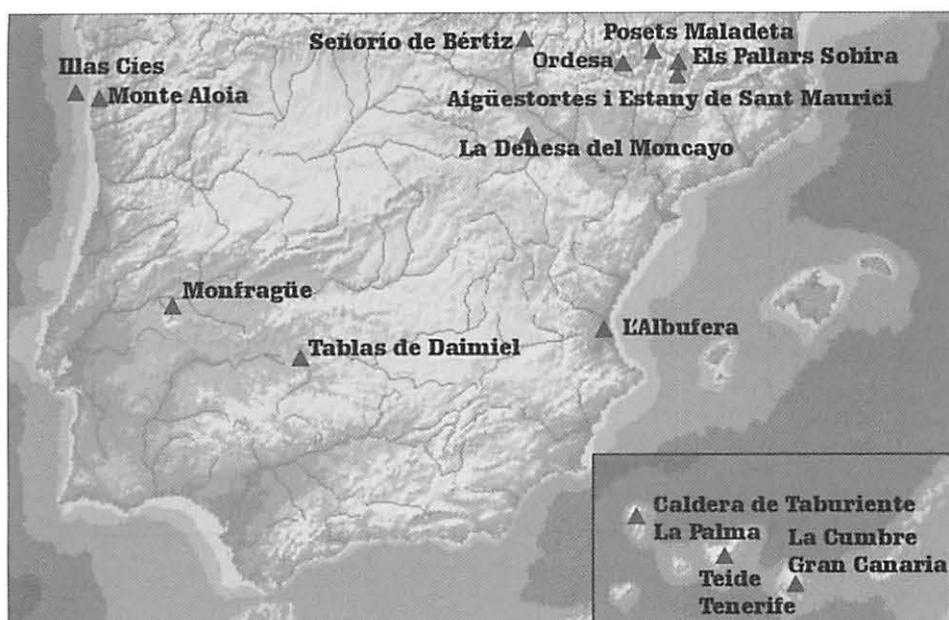 Posets Maladeta
Señorío de Bértiz
Ordesa
Els Pallars Sobira
Illas Cíes
Monte Aloia
Aigüestortes i Estany de Sant Maurici
La Dehesa del Moncayo
Monfragüe
L'Albufera
Tablas de Daimiel
Caldera de Taburiente
La Palma
La Cumbre
Gran Canaria
Teide
Tenerife